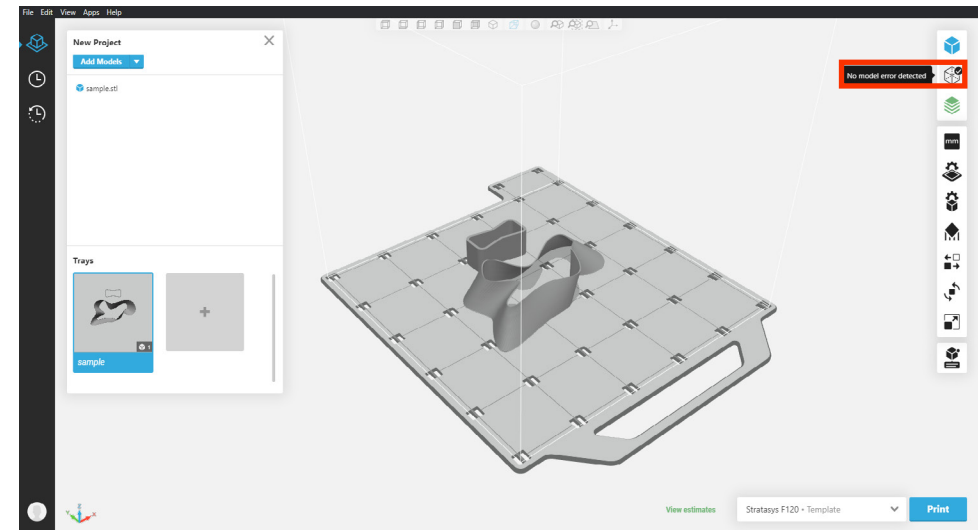 File Edit View Apps Help
New Project
Add Models
No model error detected
sample.stl
mm
Trays
1
sample
View estimates
Stratasys F120 • Template
Print